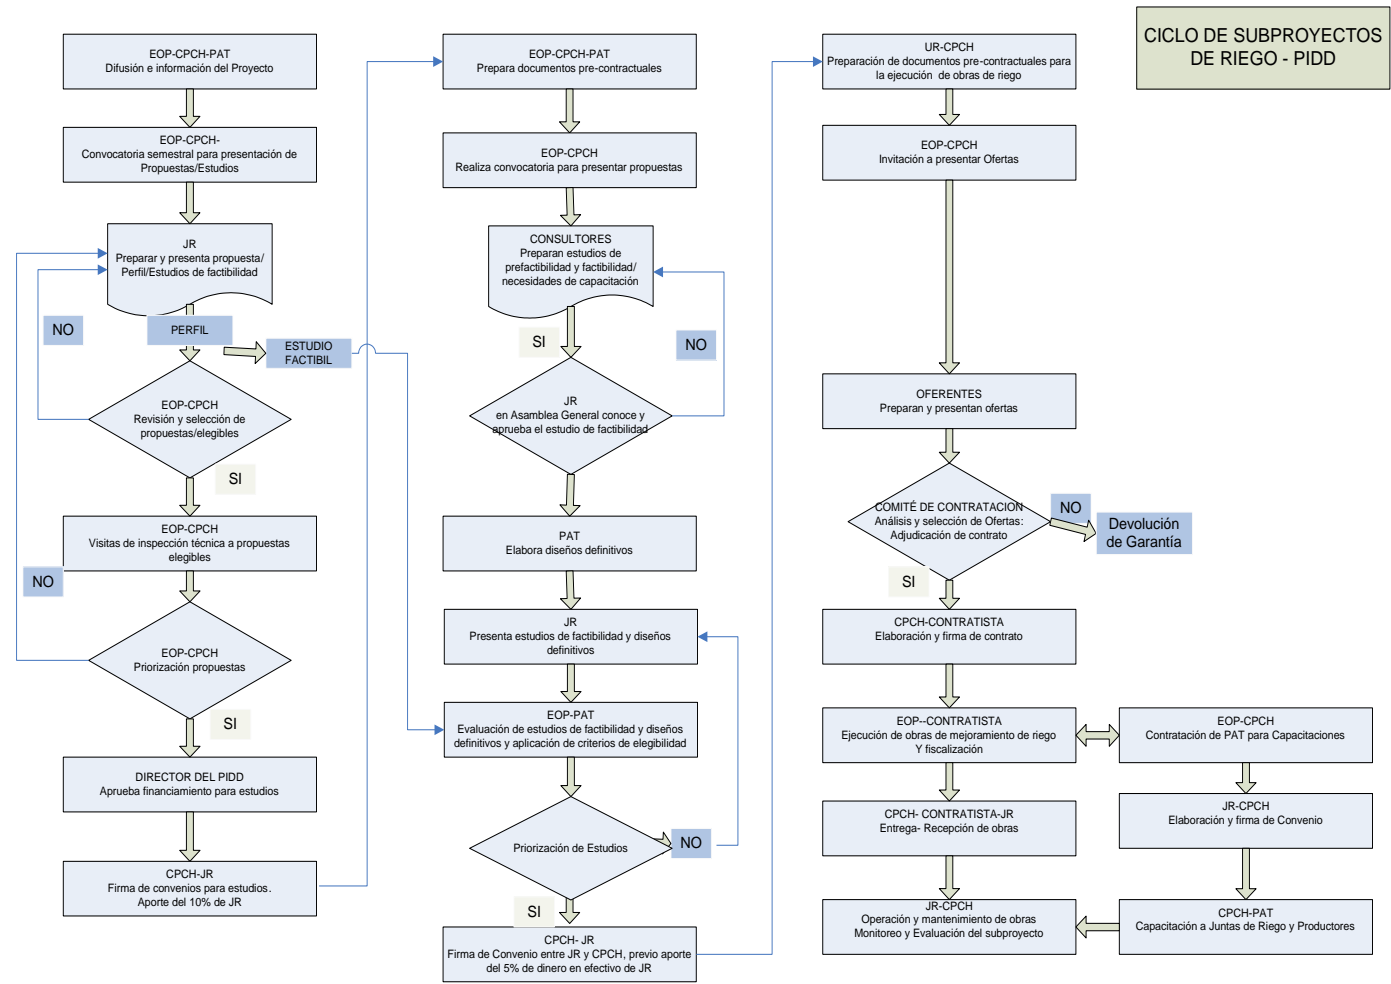 CICLO DE SUBPROYECTOS
DE RIEGO - PIDD
EOP-CPCH-PAT
Difusión e información del Proyecto
EOP-CPCH-
Convocatoria semestral para presentación de
Propuestas/Estudios
JR
Preparar y presenta propuesta/
Perfil/Estudios de factibilidad
NO
PERFIL
ESTUDIO
FACTIBIL
EOP-CPCH
Revisión y selección de
propuestas/elegibles
SI
EOP-CPCH
Visitas de inspección técnica a propuestas
elegibles
NO
EOP-CPCH
Priorización propuestas
SI
DIRECTOR DEL PIDD
Aprueba financiamiento para estudios
CPCH-JR
Firma de convenios para estudios.
Aporte del 10% de JR
EOP-CPCH-PAT
Prepara documentos pre-contractuales
EOP-CPCH
Realiza convocatoria para presentar propuestas
CONSULTORES
Preparan estudios de
prefactibilidad y factibilidad/
necesidades de capacitación
SI
NO
JR
en Asamblea General conoce y
aprueba el estudio de factibilidad
PAT
Elabora diseños definitivos
JR
Presenta estudios de factibilidad y diseños
definitivos
EOP-PAT
Evaluación de estudios de factibilidad y diseños
definitivos y aplicación de criterios de elegibilidad
Priorización de Estudios
NO
SI
CPCH- JR
Firma de Convenio entre JR y CPCH, previo aporte
del 5% de dinero en efectivo de JR
UR-CPCH
Preparación de documentos pre-contractuales para
la ejecución  de obras de riego
EOP-CPCH
Invitación a presentar Ofertas
OFERENTES
Preparan y presentan ofertas
COMITÉ DE CONTRATACION
Análisis y selección de Ofertas:
Adjudicación de contrato
NO
Devolución
de Garantía
SI
CPCH-CONTRATISTA
Elaboración y firma de contrato
EOP--CONTRATISTA
Ejecución de obras de mejoramiento de riego
Y fiscalización
EOP-CPCH
Contratación de PAT para Capacitaciones
CPCH- CONTRATISTA-JR
Entrega- Recepción de obras
JR-CPCH
Elaboración y firma de Convenio
JR-CPCH
Operación y mantenimiento de obras
Monitoreo y Evaluación del subproyecto
CPCH-PAT
Capacitación a Juntas de Riego y Productores